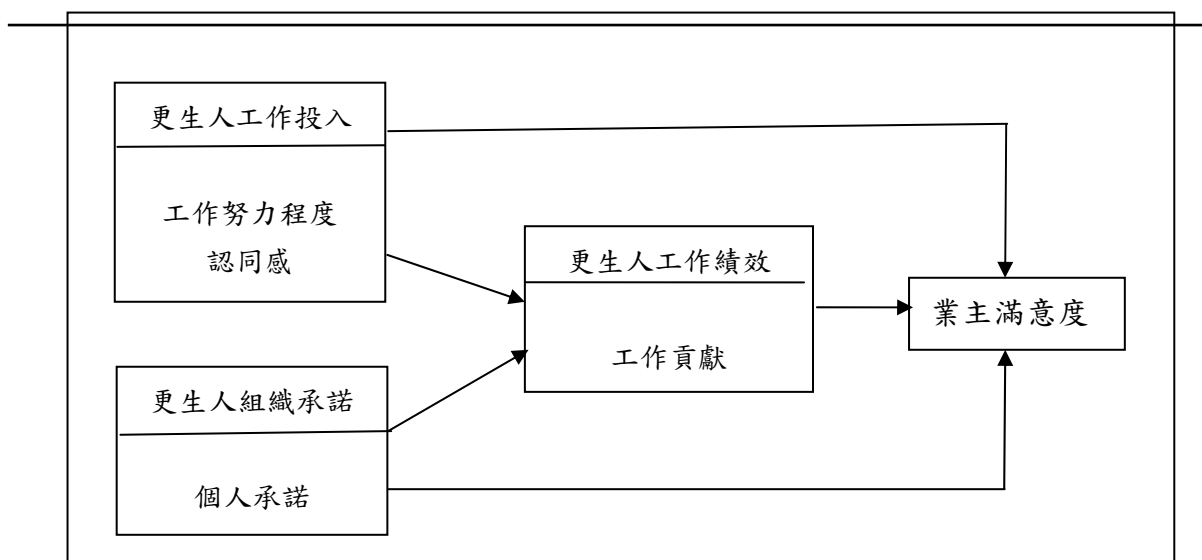 更生人工作投入
工作努力程度
認同感
更生人工作績效
工作貢獻
業主滿意度
更生人組織承諾
個人承諾